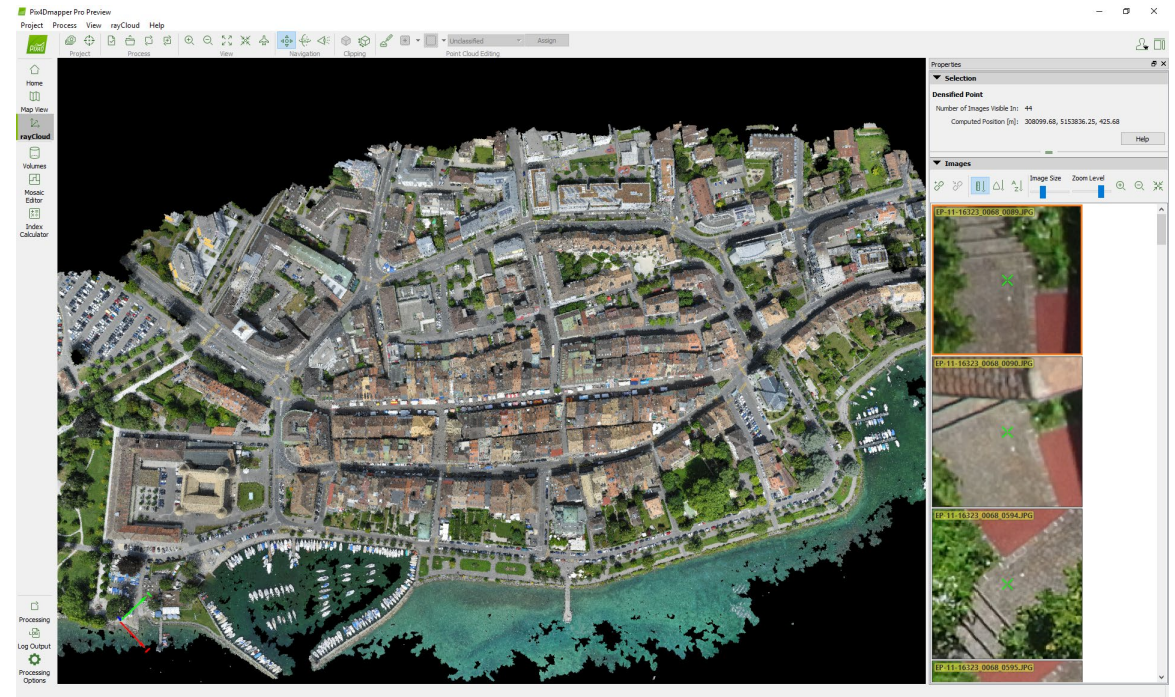 Pix4Dmapper Pro Preview
Project Process View rayCloud Help
Unclassified Assign
Project Process View Navigation Clipping Point Cloud Editing
Home
Map View
rayCloud
Volumes
Mosaic
Editor
Index
Calculator
Processing
Log Output
Processing
Options
Properties
Selection
Densified Point
Number of Images Visible In: 44
Computed Position [m]: 308099.68, 5153836.25, 425.68
Help
Images
Image Size Zoom Level
EP-11-16323_0068_0089.JPG
EP-11-16323_0068_0090.JPG
EP-11-16323_0068_0594.JPG
EP-11-16323_0068_0595.JPG